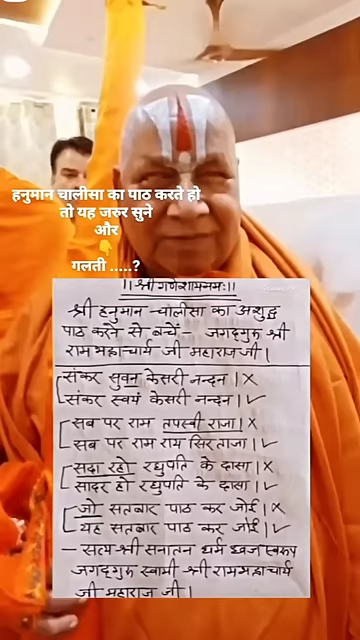 हनुमान चालीसा का पाठ करते हो
तो यह जरुर सुने
और
👇
गलती .....?
।।श्री गणेशाय नमः।।
श्री हनुमान -चालीसा का अशुद्ध
पाठ करने से बचें - जगद्गुरु श्री
रामभद्राचार्य जी महाराज जी।
संकर सुवन केसरी नन्दन।X
संकर स्वयं केसरी नन्दन।✓
सब पर राम तपस्वी राजा।X
सब पर राम राय सिरताजा।✓
सदा रहो रघुपति के दासा।X
सादर हो रघुपति के दासा।✓
जो सतबार पाठ कर जोई।X
यह सतबार पाठ कर जोई।✓
- सत्य श्री सनातन धर्म ध्वज स्वरूप
जगद्गुरु स्वामी श्री रामभद्राचार्य
जी महाराज जी।